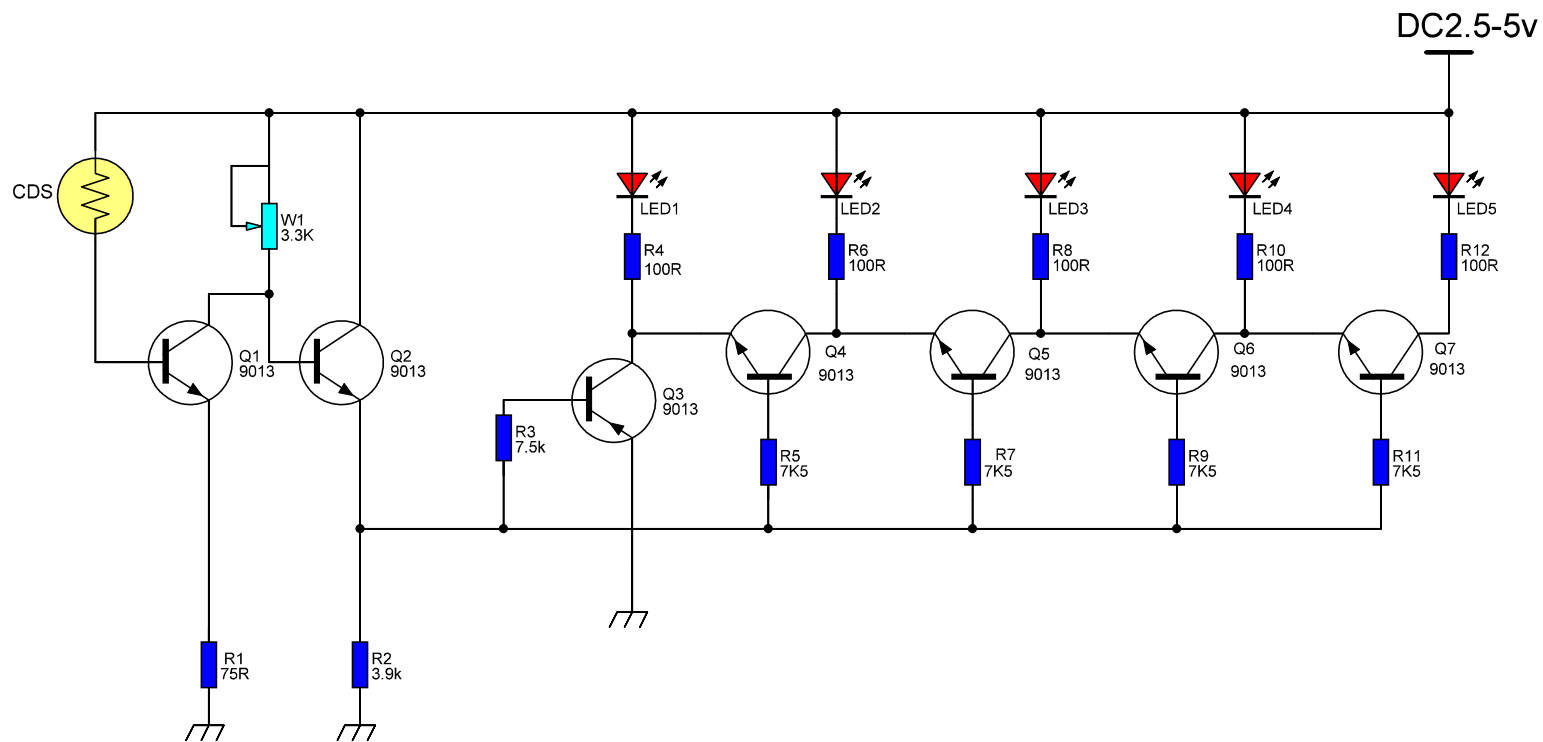 DC2.5-5v
CDS
W1
3.3K
LED1
LED2
LED3
LED4
LED5
R4
100R
R6
100R
R8
100R
R10
100R
R12
100R
Q1
9013
Q2
9013
Q3
9013
Q4
9013
Q5
9013
Q6
9013
Q7
9013
R3
7.5k
R5
7K5
R7
7K5
R9
7K5
R11
7K5
R1
75R
R2
3.9k